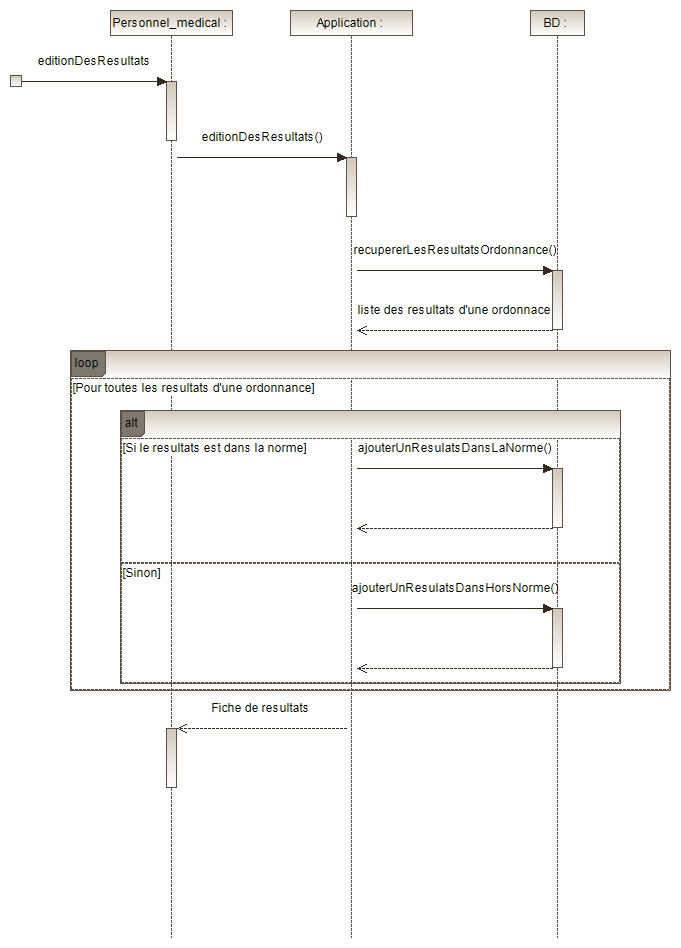 Personnel_medical :
Application :
BD :
editionDesResultats
editionDesResultats()
recupererLesResultatsOrdonnance()
liste des resultats d'une ordonnace
loop
[Pour toutes les resultats d'une ordonnance]
alt
[Si le resultats est dans la norme]
ajouterUnResulatsDansLaNorme()
[Sinon]
ajouterUnResulatsDansHorsNorme()
Fiche de resultats